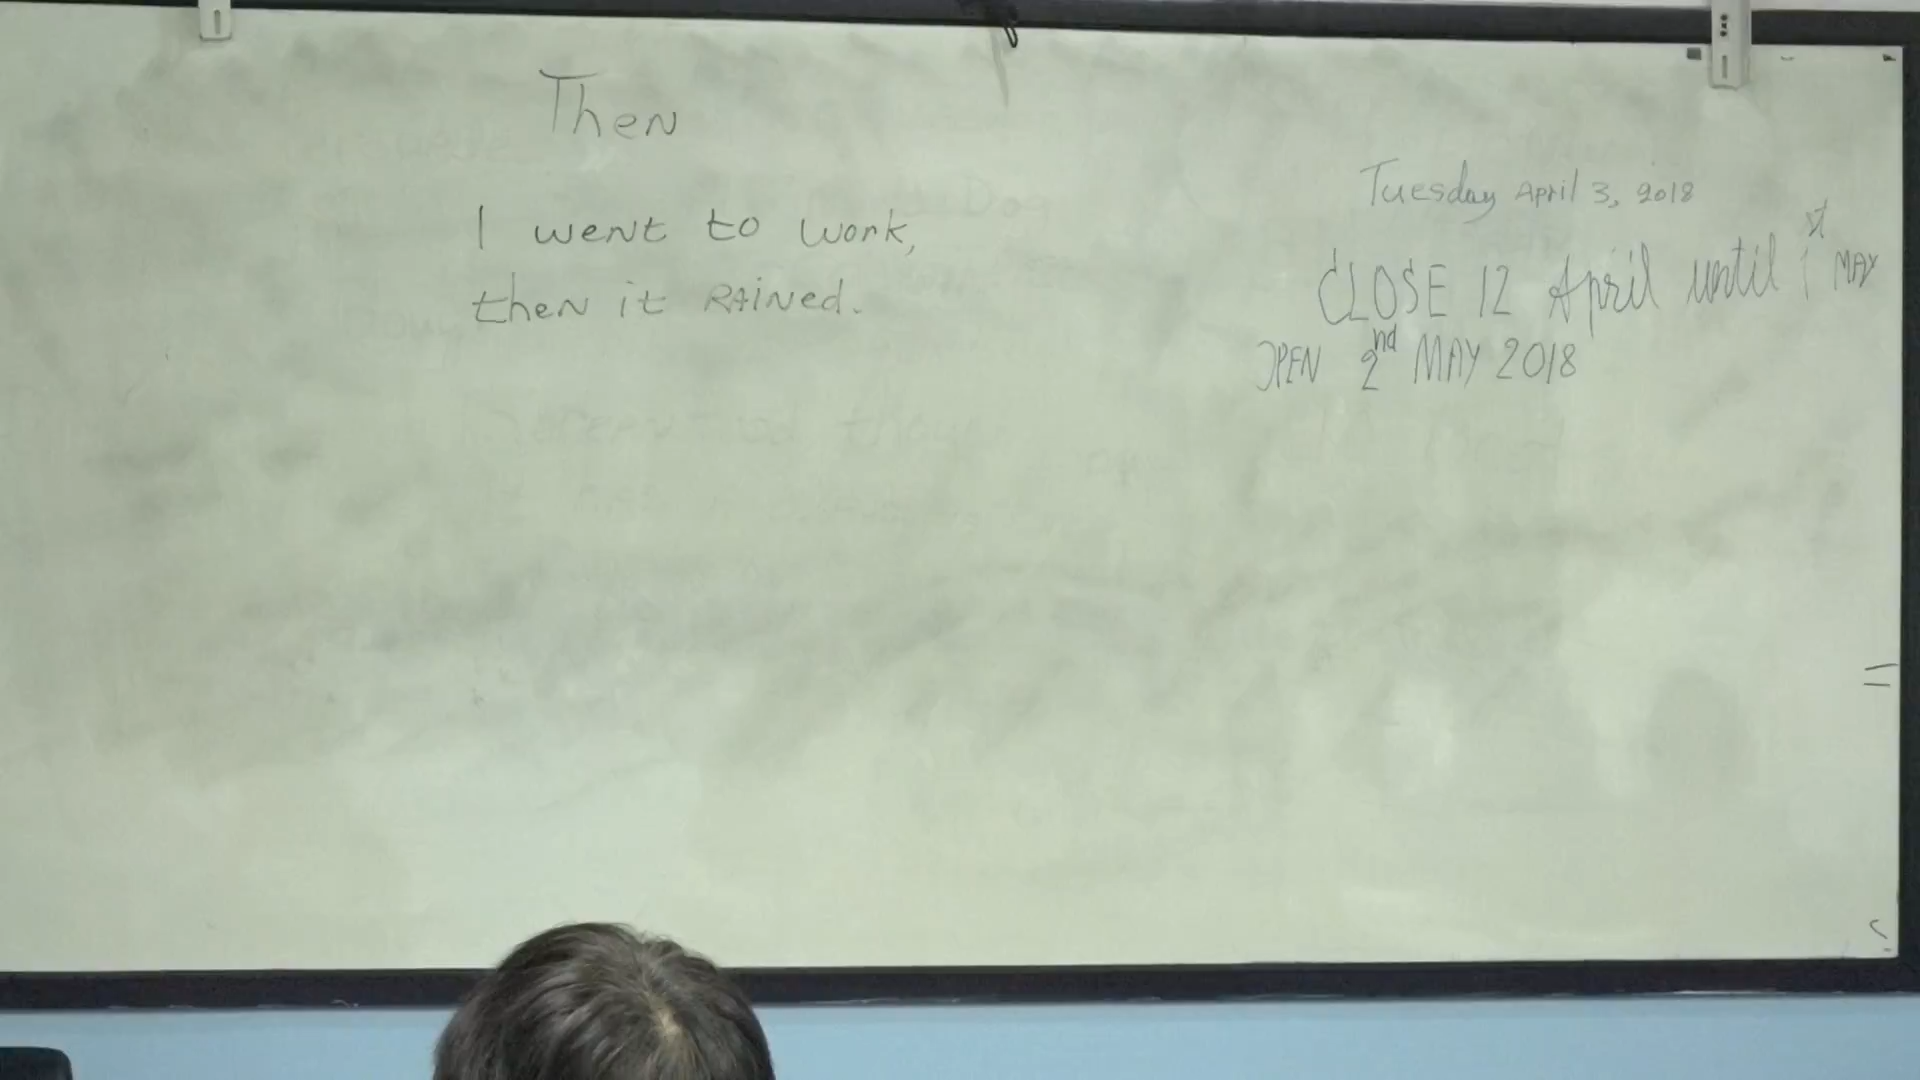 Then
I went to work,
then it RAINed.
Tuesday April 3, 2018
CLOSE 12 April until 1st MAY
OPEN 2nd MAY 2018